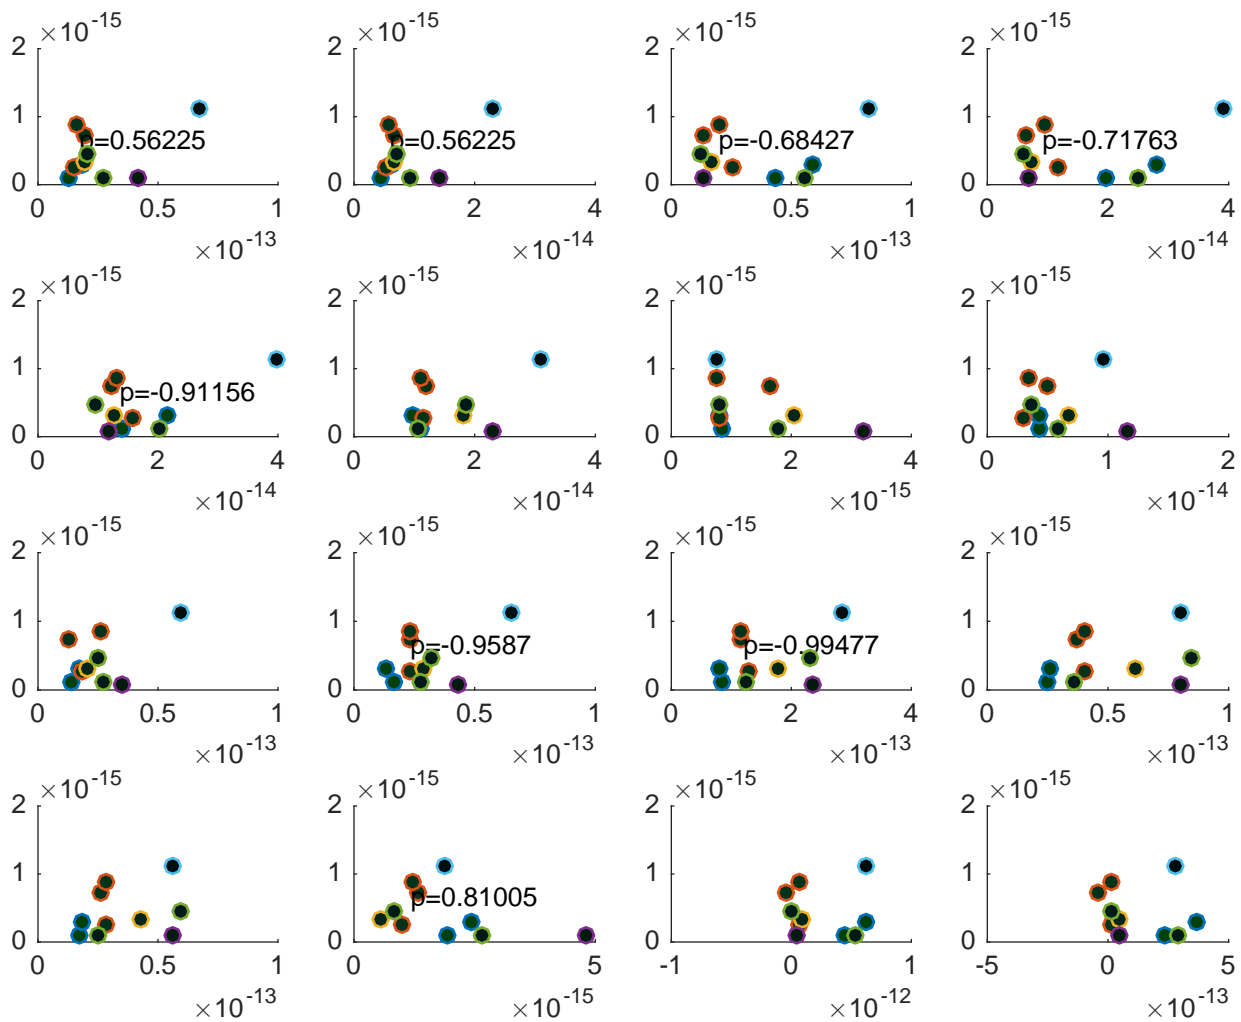 2 ×10-15
1
0
p=0.56225
0 0.5 1
×10-13
2 ×10-15
1
0
p=0.56225
0 2 4
×10-14
2 ×10-15
1
0
p=-0.68427
0 0.5 1
×10-13
2 ×10-15
1
0
p=-0.71763
0 2 4
×10-14
2 ×10-15
1
0
p=-0.91156
0 2 4
×10-14
2 ×10-15
1
0
0 2 4
×10-14
2 ×10-15
1
0
0 2 4
×10-15
2 ×10-15
1
0
0 1 2
×10-14
2 ×10-15
1
0
0 0.5 1
×10-13
2 ×10-15
1
0
p=-0.9587
0 0.5 1
×10-13
2 ×10-15
1
0
p=-0.99477
0 2 4
×10-13
2 ×10-15
1
0
0 0.5 1
×10-13
2 ×10-15
1
0
0 0.5 1
×10-13
2 ×10-15
1
0
p=0.81005
0 5
×10-15
2 ×10-15
1
0
-1 0 1
×10-12
2 ×10-15
1
0
-5 0 5
×10-13